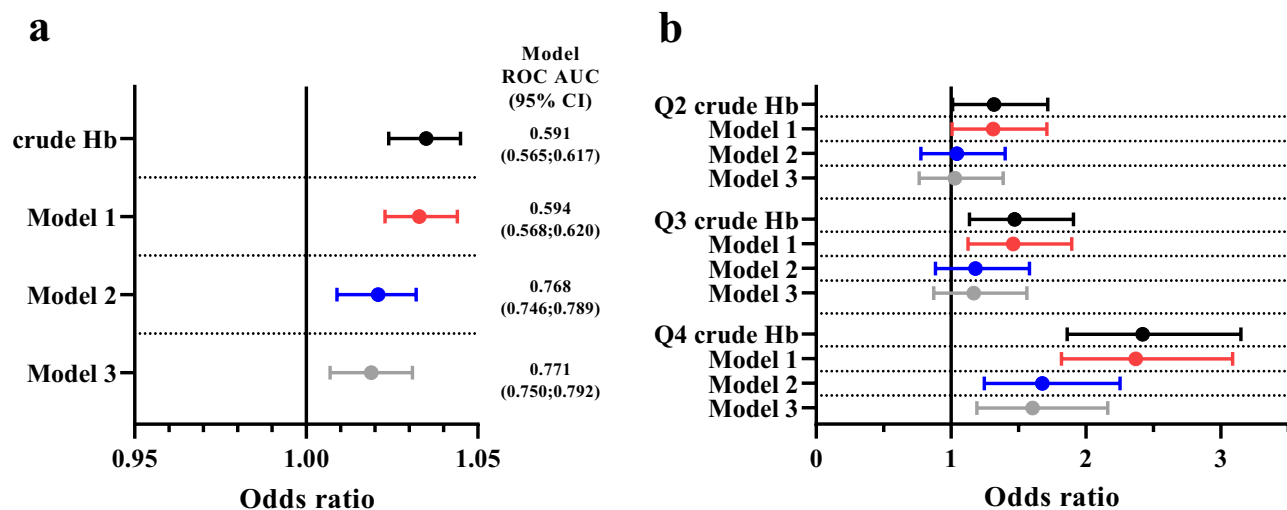 a
Model
ROC AUC
(95% CI)
crude Hb
0.591
(0.565;0.617)
Model 1
0.594
(0.568;0.620)
Model 2
0.768
(0.746;0.789)
Model 3
0.771
(0.750;0.792)
0.95
1.00
1.05
Odds ratio
b
Q2 crude Hb
Model 1
Model 2
Model 3
Q3 crude Hb
Model 1
Model 2
Model 3
Q4 crude Hb
Model 1
Model 2
Model 3
0
1
2
3
Odds ratio